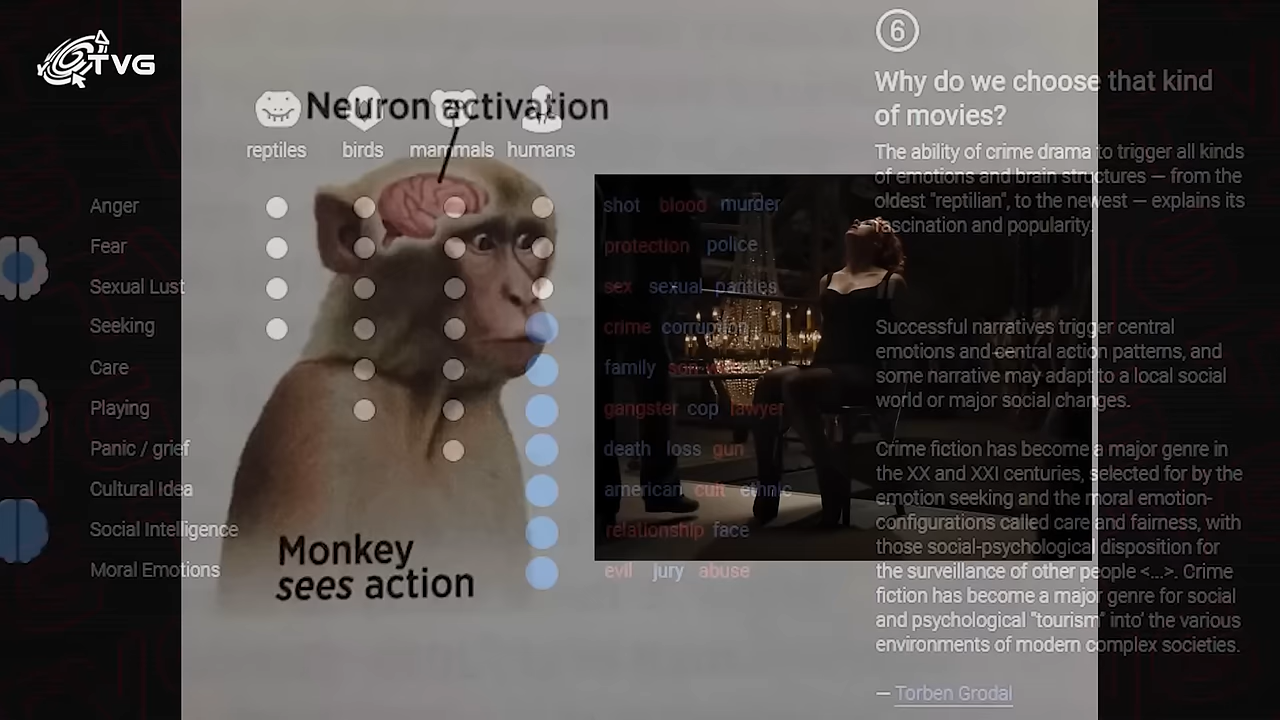 TVG
6
Why do we choose that kind
of movies?
Neuron activation
reptiles birds mammals humans
The ability of crime drama to trigger all kinds
of emotions and brain structures — from the
oldest "reptilian", to the newest — explains its
fascination and popularity.
Anger
shot blood murder
Fear
protection police
Sexual Lust
sex sexual panties
Seeking
crime corruption
Care
family
Playing
gangster cop lawyer
Panic / grief
death loss gun
Cultural Idea
american cult ethnic
Social Intelligence
relationship face
Moral Emotions
evil jury abuse
Monkey
sees action
Successful narratives trigger central
emotions and central action patterns, and
some narrative may adapt to a local social
world or major social changes.
Crime fiction has become a major genre in
the XX and XXI centuries, selected for by the
emotion seeking and the moral emotion-
configurations called care and fairness, with
those social-psychological disposition for
the surveillance of other people <...>. Crime
fiction has become a major genre for social
and psychological "tourism" into' the various
environments of modern complex societies.
— Torben Grodal